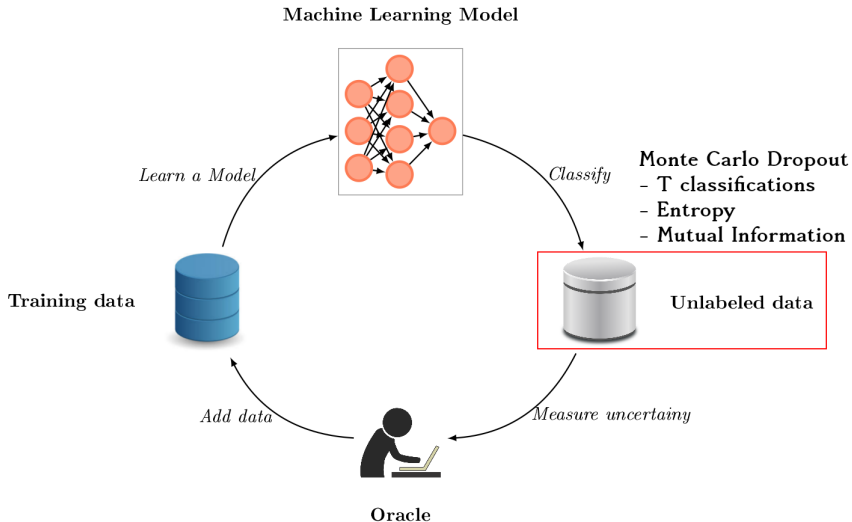 Machine Learning Model
Learn a Model
Classify
Monte Carlo Dropout
- T classifications
- Entropy
- Mutual Information
Training data
Unlabeled data
Add data
Measure uncertainy
Oracle